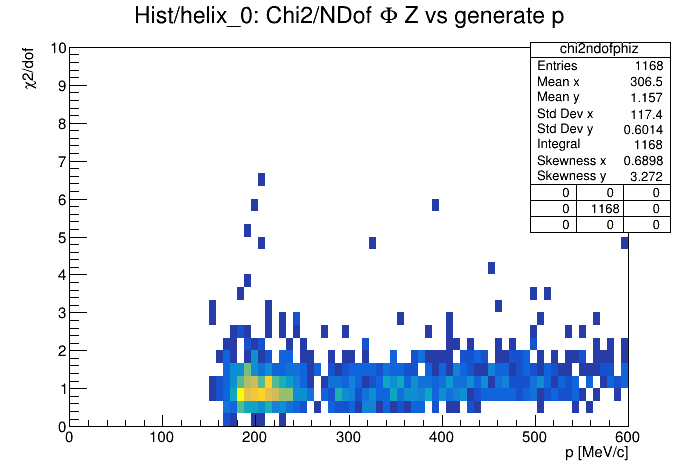 Hist/helix_0: Chi2/NDof Φ Z vs generate p
χ2/dof
chi2ndofphiz
Entries 1168
Mean x 306.5
Mean y 1.157
Std Dev x 117.4
Std Dev y 0.6014
Integral 1168
Skewness x 0.6898
Skewness y 3.272
0 0 0
0 1168 0
0 0 0
10
9
8
7
6
5
4
3
2
1
0
0 100 200 300 400 500 600
p [MeV/c]